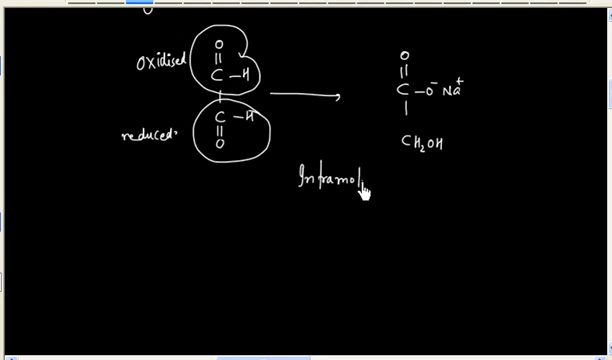 Oxidised
O
||
C – H
|
C – H
||
O
reduced
O
||
C – O⁻ Na⁺
|
CH₂OH
Intramol